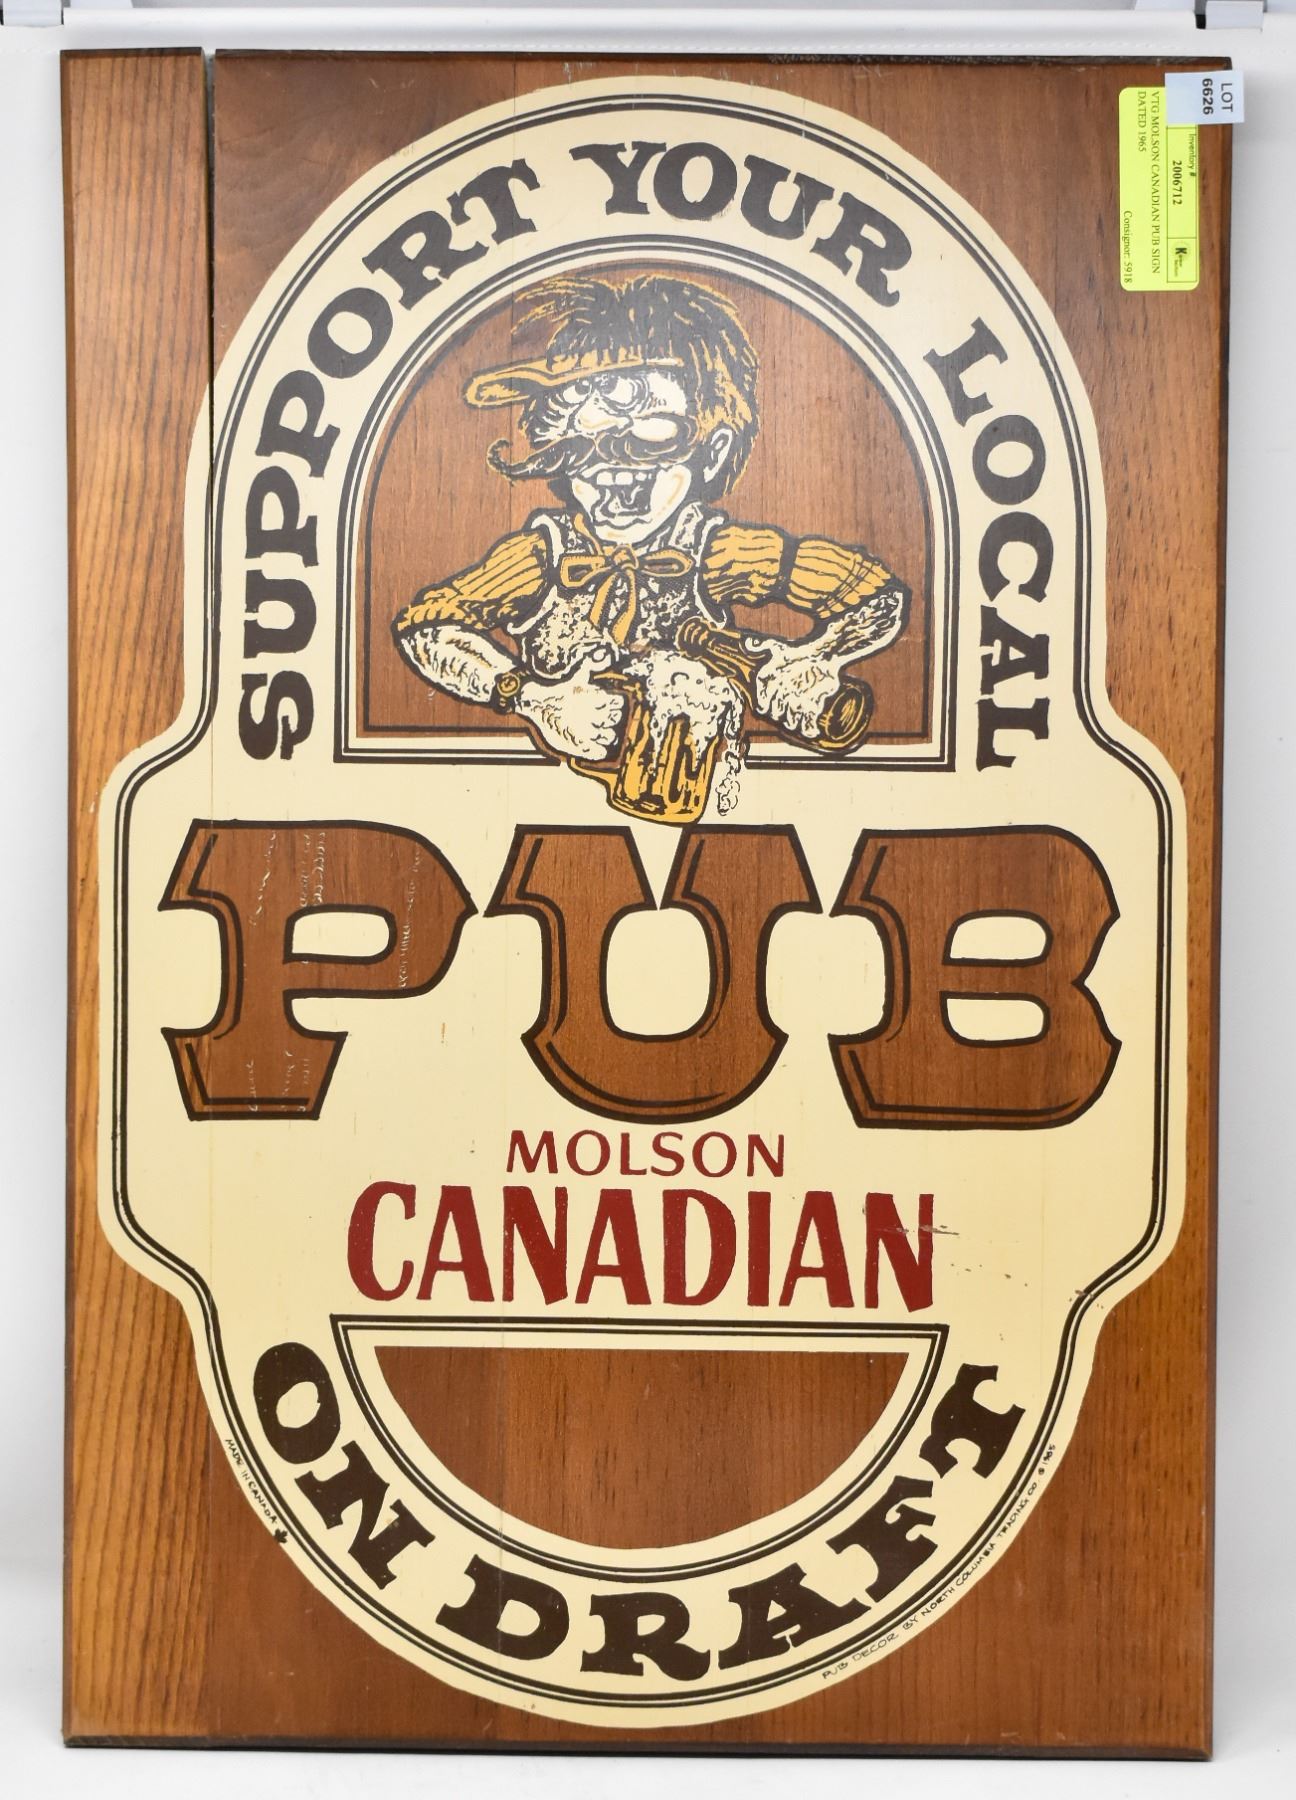 LOT
6626
Inventory #
2006712
VTG MOLSON CANADIAN PUB SIGN
DATED 1965
Consignor: 5918
SUPPORT YOUR LOCAL
PUB
MOLSON
CANADIAN
ON DRAFT
MADE IN CANADA
PUB DECOR BY NORTH COLUMBIA TRADING CO. © 1985